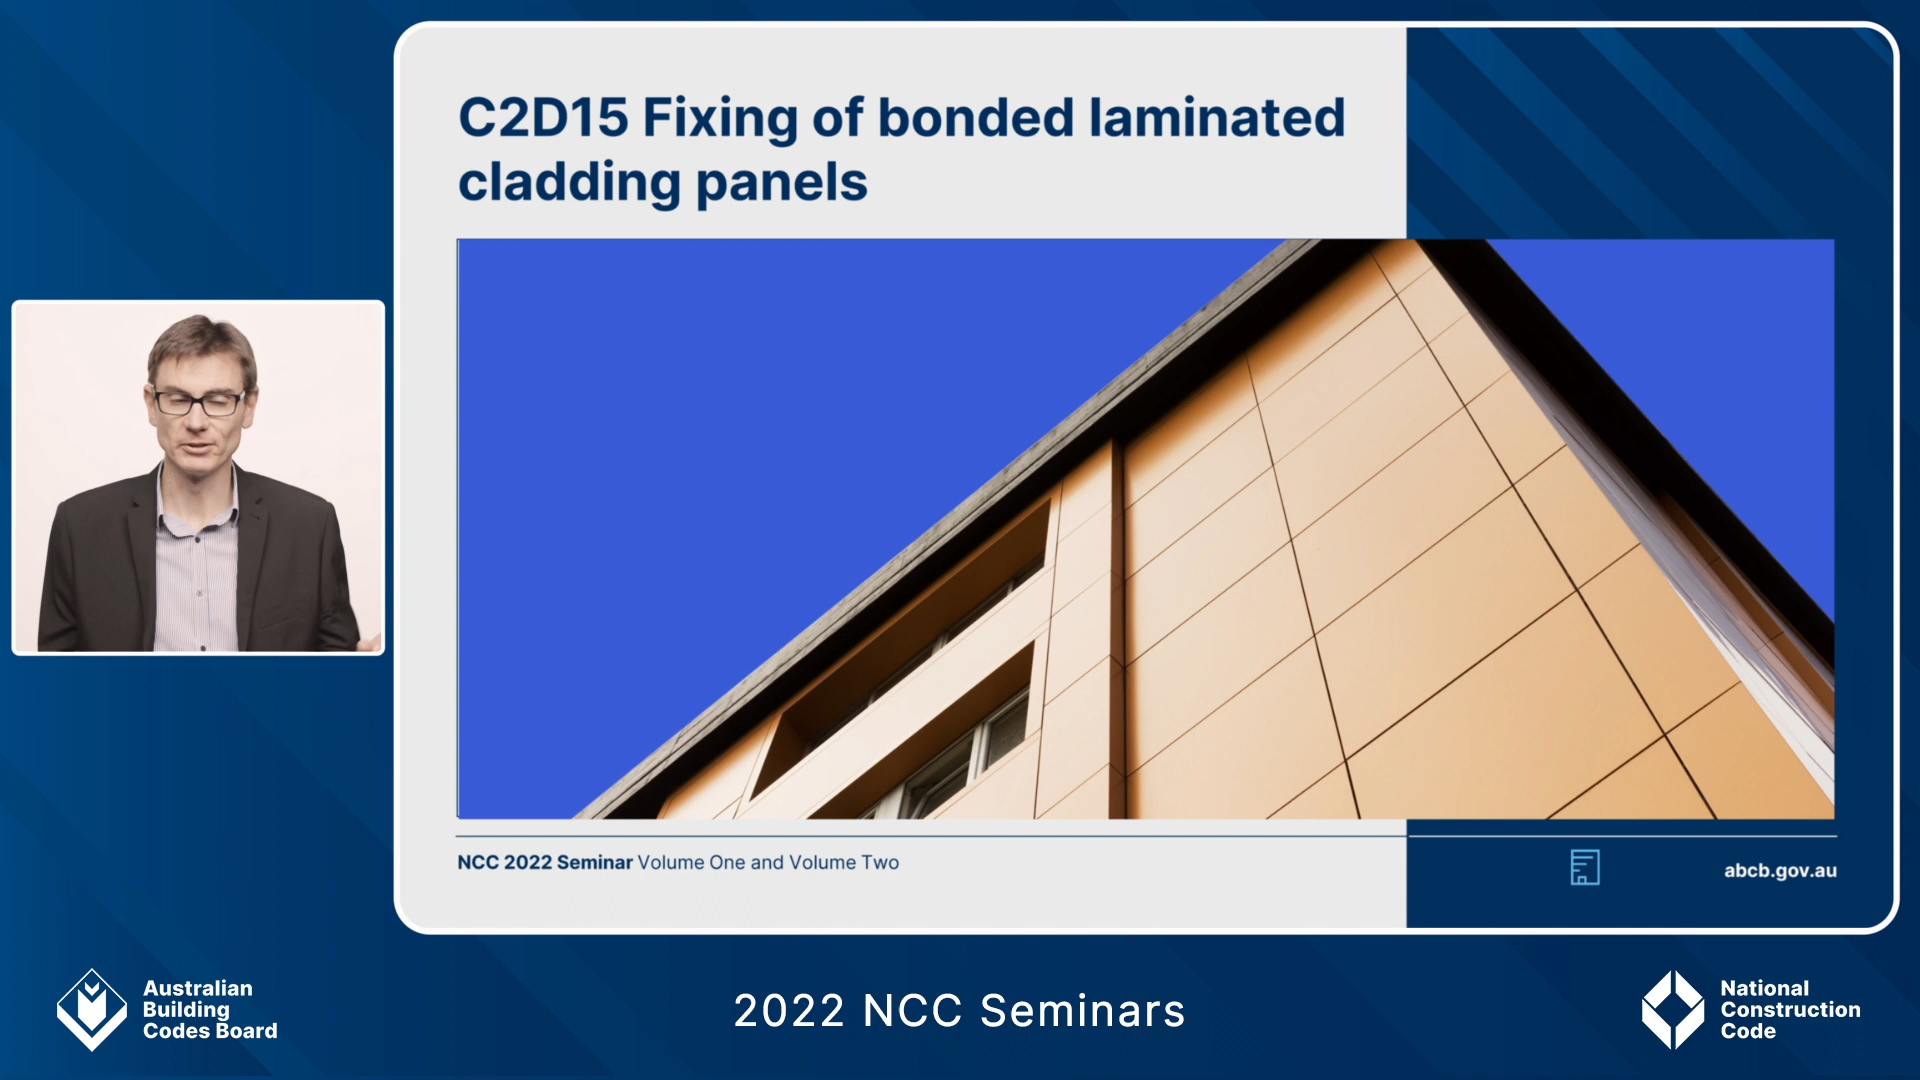 C2D15 Fixing of bonded laminated
cladding panels
NCC 2022 Seminar Volume One and Volume Two
abcb.gov.au
Australian
Building
Codes Board
2022 NCC Seminars
National
Construction
Code